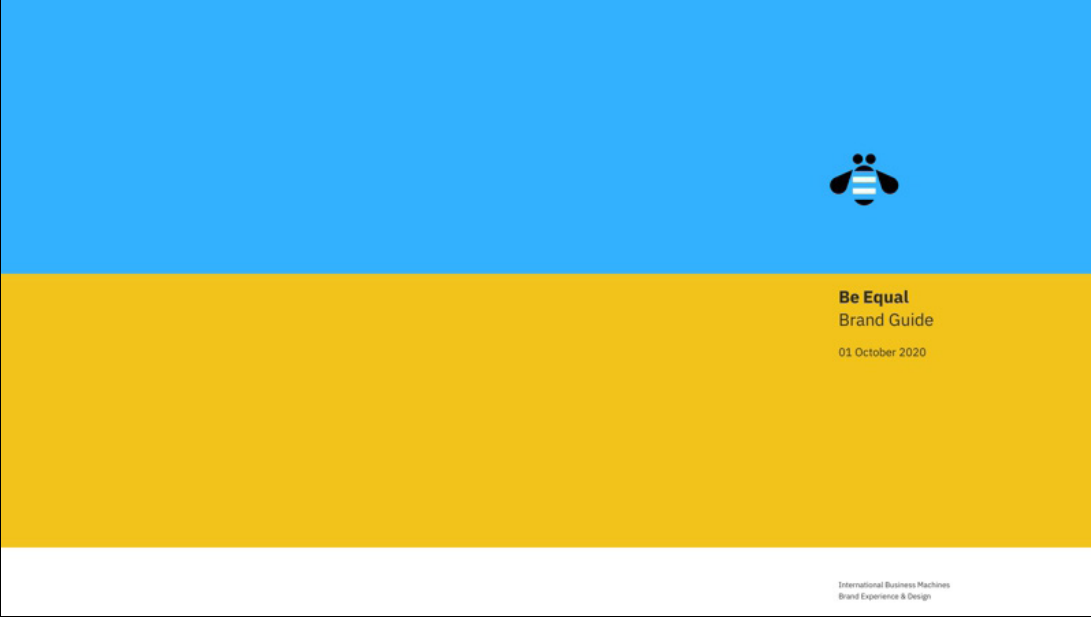 Be Equal
Brand Guide
01 October 2020
International Business Machines
Brand Experience & Design